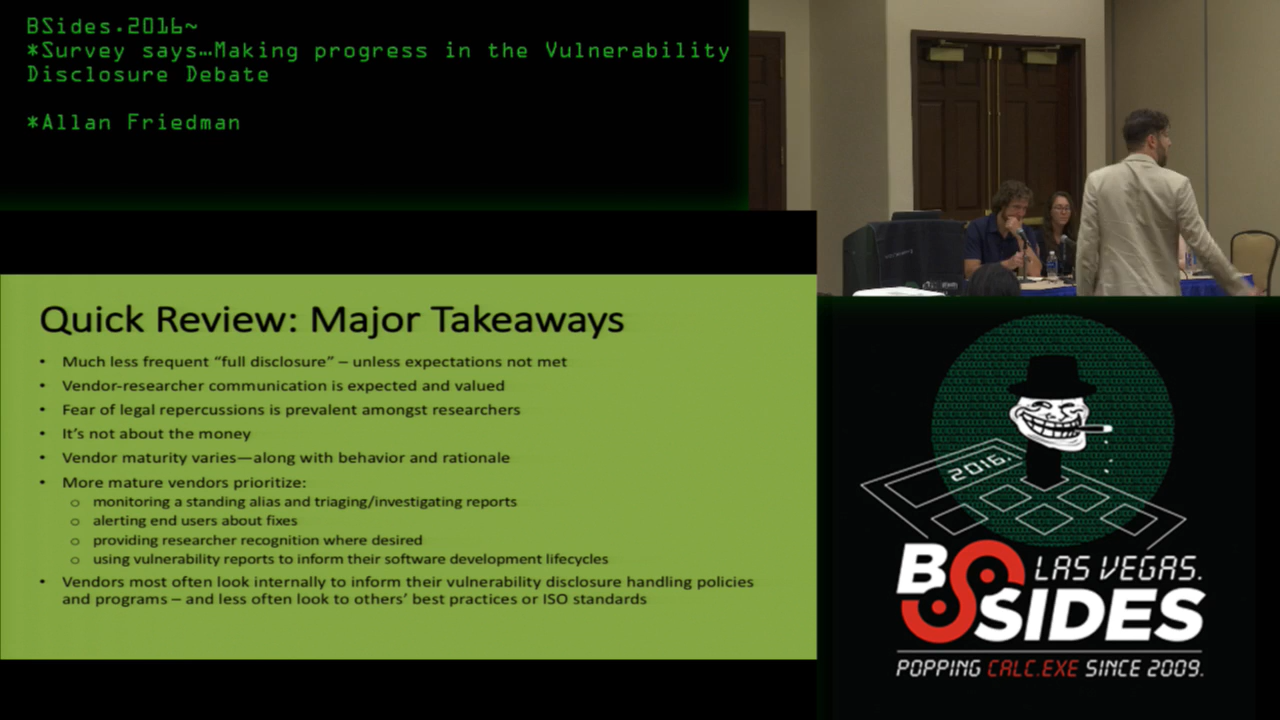 BSides.2016~
*Survey says…Making progress in the Vulnerability
Disclosure Debate
*Allan Friedman
Quick Review: Major Takeaways
• Much less frequent “full disclosure” – unless expectations not met
• Vendor-researcher communication is expected and valued
• Fear of legal repercussions is prevalent amongst researchers
• It’s not about the money
• Vendor maturity varies—along with behavior and rationale
• More mature vendors prioritize:
o monitoring a standing alias and triaging/investigating reports
o alerting end users about fixes
o providing researcher recognition where desired
o using vulnerability reports to inform their software development lifecycles
• Vendors most often look internally to inform their vulnerability disclosure handling policies
and programs – and less often look to others’ best practices or ISO standards
2016.
BSIDES
LAS VEGAS.
POPPING CALC.EXE SINCE 2009.